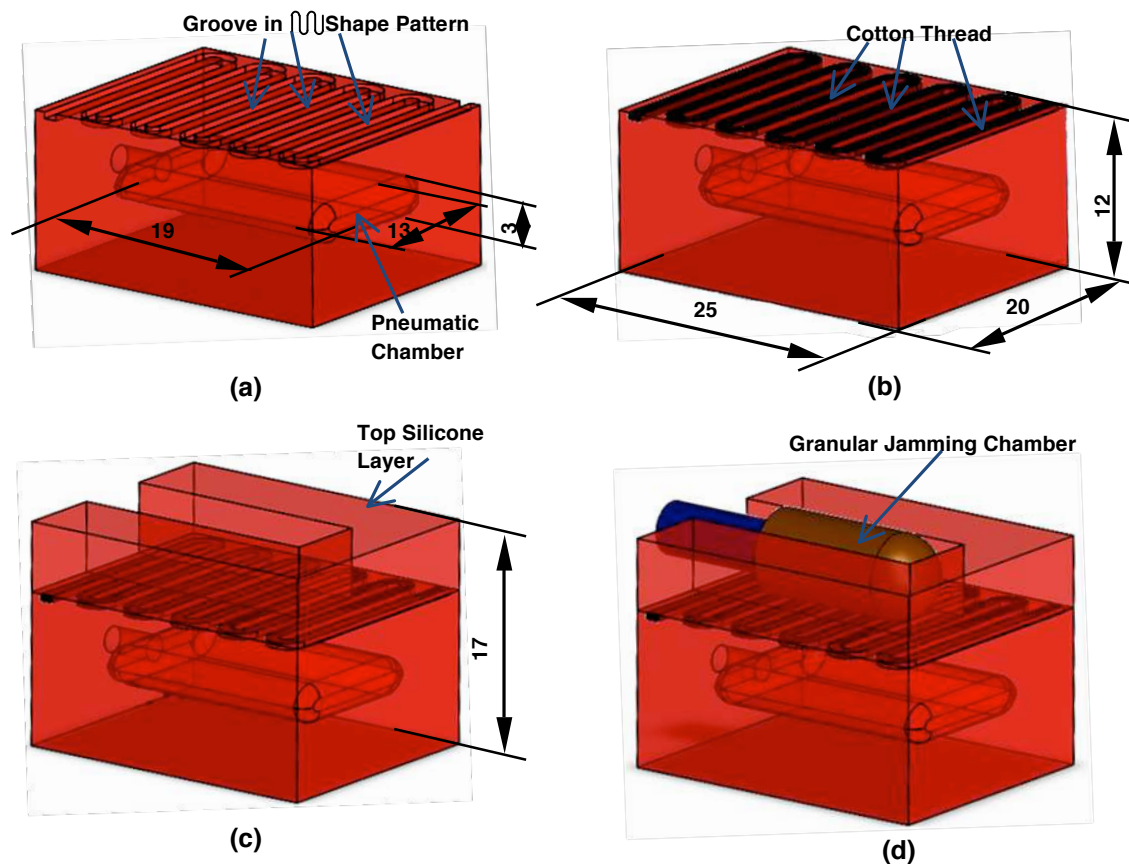 Groove in Shape Pattern
19
13
3
Pneumatic
Chamber
(a)
Cotton Thread
12
25
20
(b)
Top Silicone
Layer
17
(c)
Granular Jamming Chamber
(d)